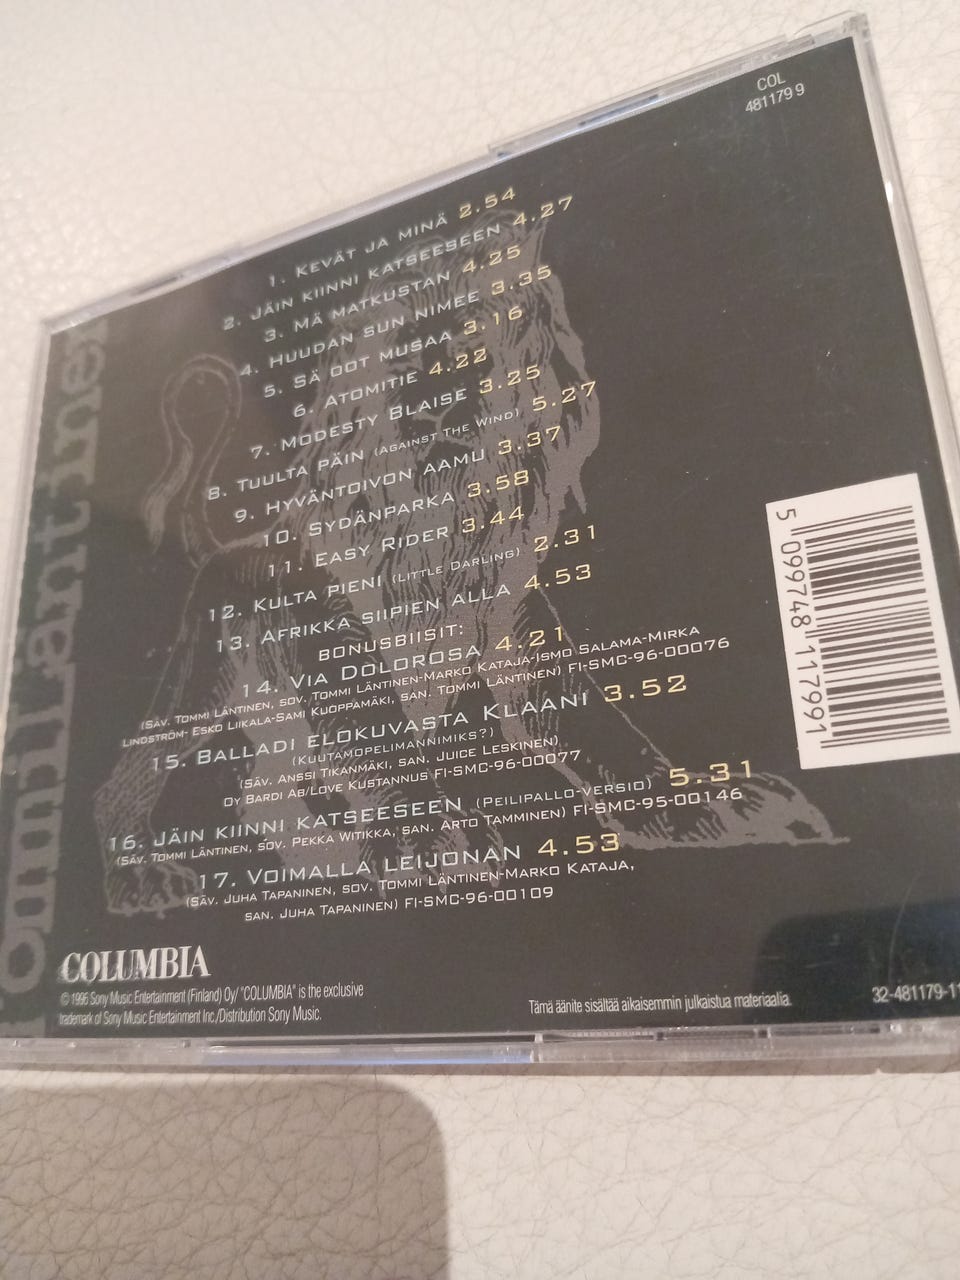 COL
481179 9
1. KEVÄT JA MINÄ 2.54
2. JÄIN KIINNI KATSEESEEN 4.27
3. MÄ MATKUSTAN 4.25
4. HUUDAN SUN NIMEE 3.35
5. SÄ OOT MUSAA 3.16
6. ATOMITIE 4.22
7. MODESTY BLAISE 3.25
8. TUULTA PÄIN (AGAINST THE WIND) 5.27
9. HYVÄNTOIVON AAMU 3.37
10. SYDÄNPARKA 3.58
11. EASY RIDER 3.44
12. KULTA PIENI (LITTLE DARLING) 2.31
13. AFRIKKA SIIPIEN ALLA 4.53
BONUSBIISIT:
14. VIA DOLOROSA 4.21
(SÄV. TOMMI LÄNTINEN, SOV. TOMMI LÄNTINEN-MARKO KATAJA-ISMO SALAMA-MIRKA
LINDSTRÖM- ESKO LIIKALA-SAMI KUOPPAMÄKI, SAN. TOMMI LÄNTINEN) FI-SMC-96-00076
15. BALLADI ELOKUVASTA KLAANI 3.52
(KUUTAMOPELIMANNIMIKS?)
(SÄV. ANSSI TIKANMÄKI, SAN. JUICE LESKINEN)
OY BARDI AB/LOVE KUSTANNUS FI-SMC-96-00077
16. JÄIN KIINNI KATSEESEEN (PEILIPALLO-VERSIO) 5.31
(SÄV. TOMMI LÄNTINEN, SOV. PEKKA WITIKKA, SAN. ARTO TAMMINEN) FI-SMC-95-00146
17. VOIMALLA LEIJONAN 4.53
(SÄV. JUHA TAPANINEN, SOV. TOMMI LÄNTINEN-MARKO KATAJA,
SAN. JUHA TAPANINEN) FI-SMC-96-00109
5 099748 117991
tommi läntinen
COLUMBIA
© 1996 Sony Music Entertainment (Finland) Oy/ "COLUMBIA" is the exclusive
trademark of Sony Music Entertainment Inc./Distribution Sony Music.
Tämä äänite sisältää aikaisemmin julkaistua materiaalia.
32-481179-1